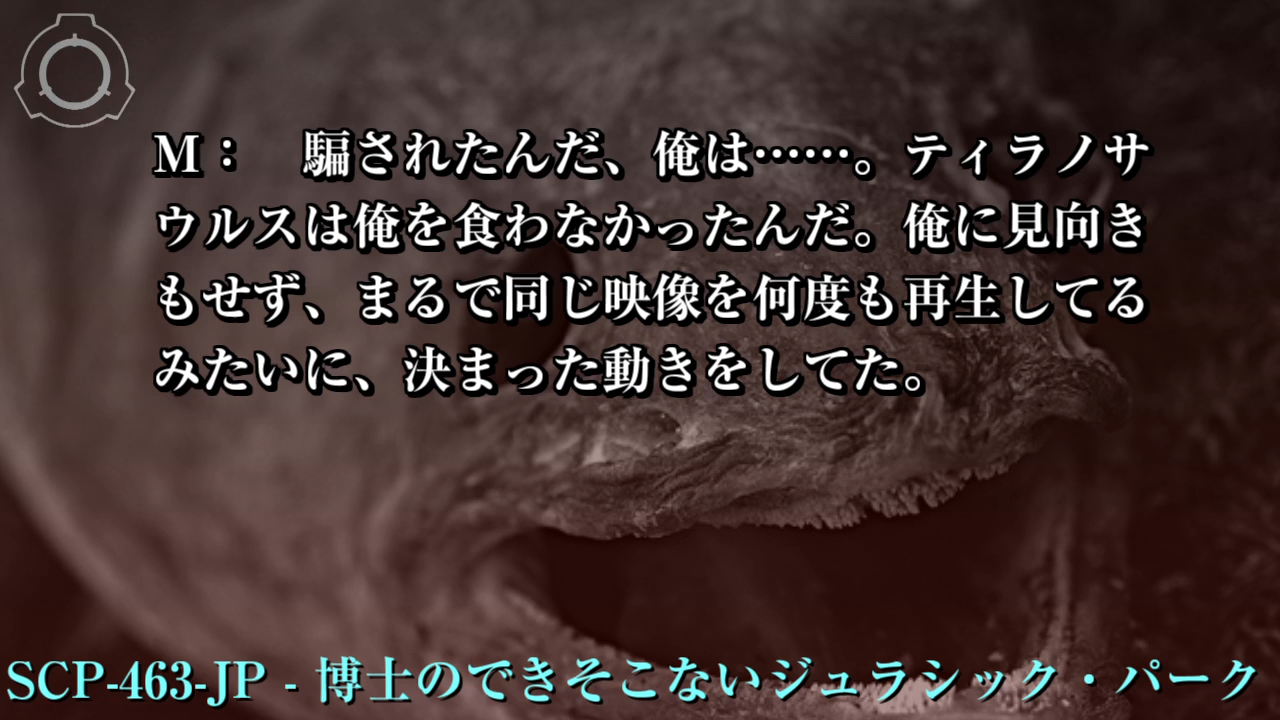 M：　騙されたんだ、俺は……。ティラノサ
ウルスは俺を食わなかったんだ。俺に見向き
もせず、まるで同じ映像を何度も再生してる
みたいに、決まった動きをしてた。
SCP-463-JP - 博士のできそこないジュラシック・パーク